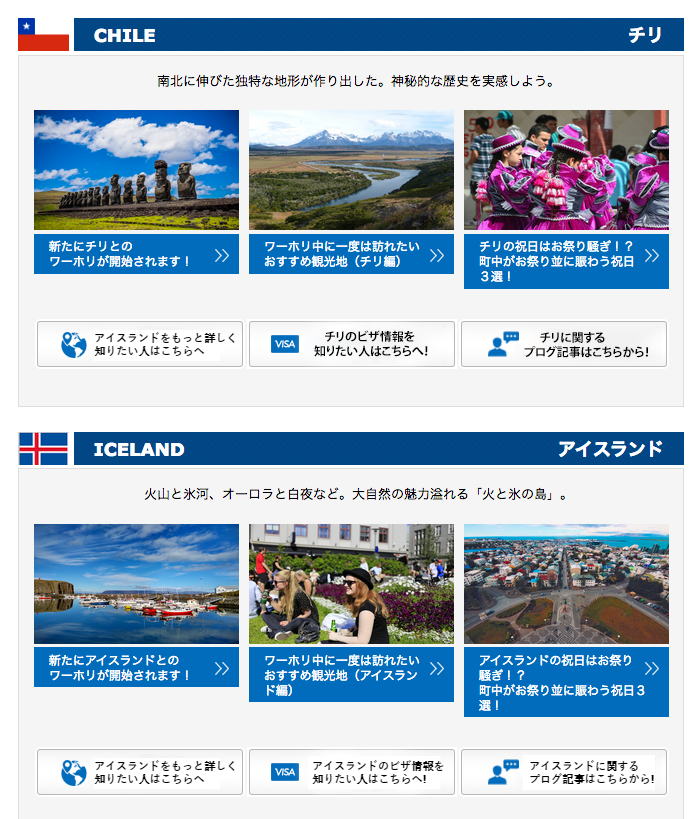 CHILE チリ
南北に伸びた独特な地形が作り出した。神秘的な歴史を実感しよう。
新たにチリとの
ワーホリが開始されます！
ワーホリ中に一度は訪れたい
おすすめ観光地（チリ編）
チリの祝日はお祭り騒ぎ！？
町中がお祭り並に賑わう祝日
３選！
アイスランドをもっと詳しく
知りたい人はこちらへ
VISA
チリのビザ情報を
知りたい人はこちらへ!
チリに関する
ブログ記事はこちらから!
ICELAND アイスランド
火山と氷河、オーロラと白夜など。大自然の魅力溢れる「火と氷の島」。
新たにアイスランドとの
ワーホリが開始されます！
ワーホリ中に一度は訪れたい
おすすめ観光地（アイスラン
ド編）
アイスランドの祝日はお祭り
騒ぎ！？
町中がお祭り並に賑わう祝日３
選！
アイスランドをもっと詳しく
知りたい人はこちらへ
VISA
アイスランドのビザ情報を
知りたい人はこちらへ!
アイスランドに関する
ブログ記事はこちらから!